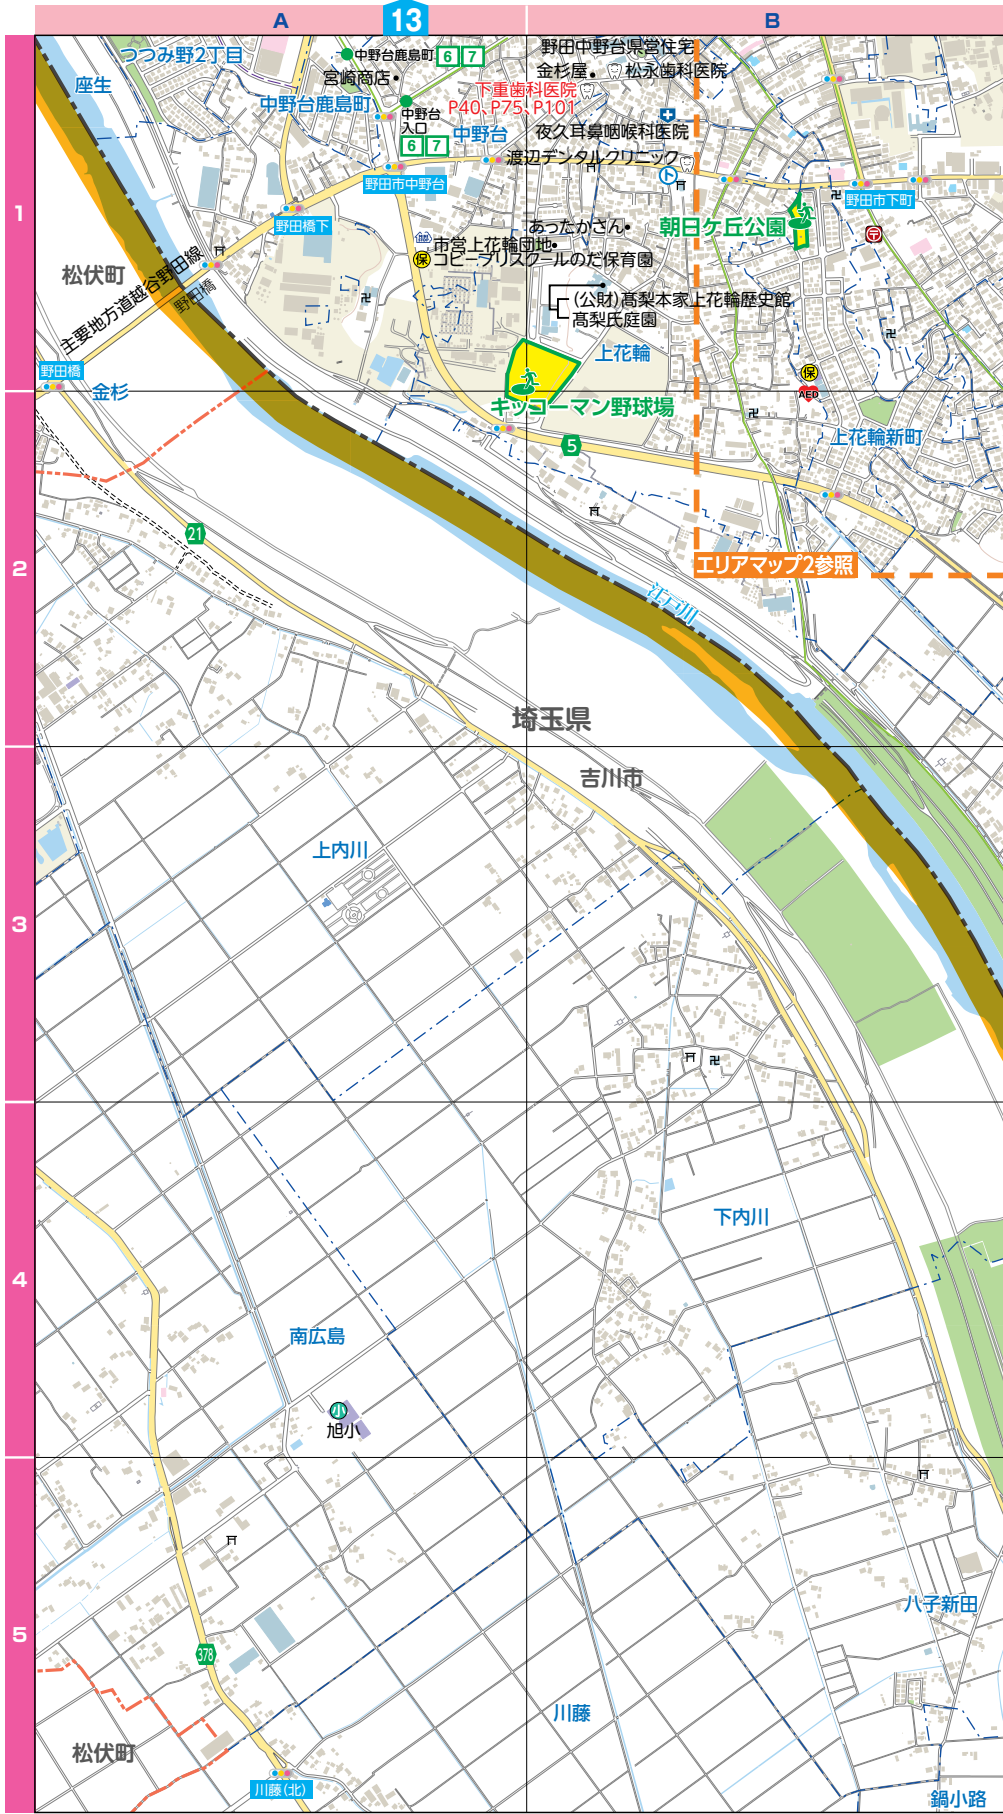 A
13
B
1
2
3
4
5
つつみ野2丁目
座生
中野台鹿島町
6 7
宮崎商店
中野台鹿島町
下重歯科医院
P40、P75、P101
中野台
入口
6 7
中野台
野田中野台県営住宅
金杉屋
松永歯科医院
夜久耳鼻咽喉科医院
渡辺デンタルクリニック
ト
野田市中野台
野田橋下
野田市下町
朝日ケ丘公園
あったかさん
市営上花輪団地
保
コビープリスクールのだ保育園
(公財)髙梨本家上花輪歴史館
髙梨氏庭園
松伏町
主要地方道越谷野田線
野田橋
野田橋
金杉
上花輪
キッコーマン野球場
保
AED
上花輪新町
5
21
エリアマップ2参照
江戸川
埼玉県
吉川市
上内川
下内川
南広島
小
旭小
八子新田
378
川藤
松伏町
川藤(北)
鍋小路